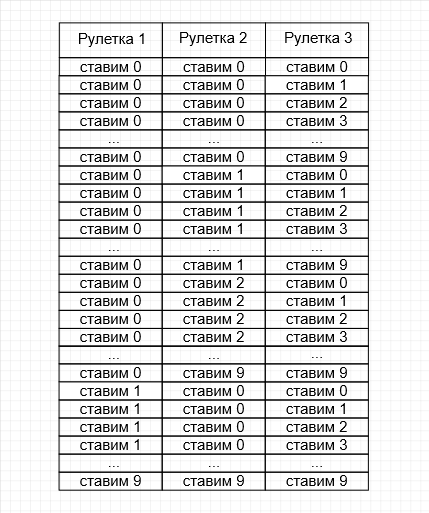 Рулетка 1 Рулетка 2 Рулетка 3
ставим 0 ставим 0 ставим 0
ставим 0 ставим 0 ставим 1
ставим 0 ставим 0 ставим 2
ставим 0 ставим 0 ставим 3
... ... ...
ставим 0 ставим 0 ставим 9
ставим 0 ставим 1 ставим 0
ставим 0 ставим 1 ставим 1
ставим 0 ставим 1 ставим 2
ставим 0 ставим 1 ставим 3
... ... ...
ставим 0 ставим 1 ставим 9
ставим 0 ставим 2 ставим 0
ставим 0 ставим 2 ставим 1
ставим 0 ставим 2 ставим 2
ставим 0 ставим 2 ставим 3
... ... ...
ставим 0 ставим 9 ставим 9
ставим 1 ставим 0 ставим 0
ставим 1 ставим 0 ставим 1
ставим 1 ставим 0 ставим 2
ставим 1 ставим 0 ставим 3
... ... ...
ставим 9 ставим 9 ставим 9